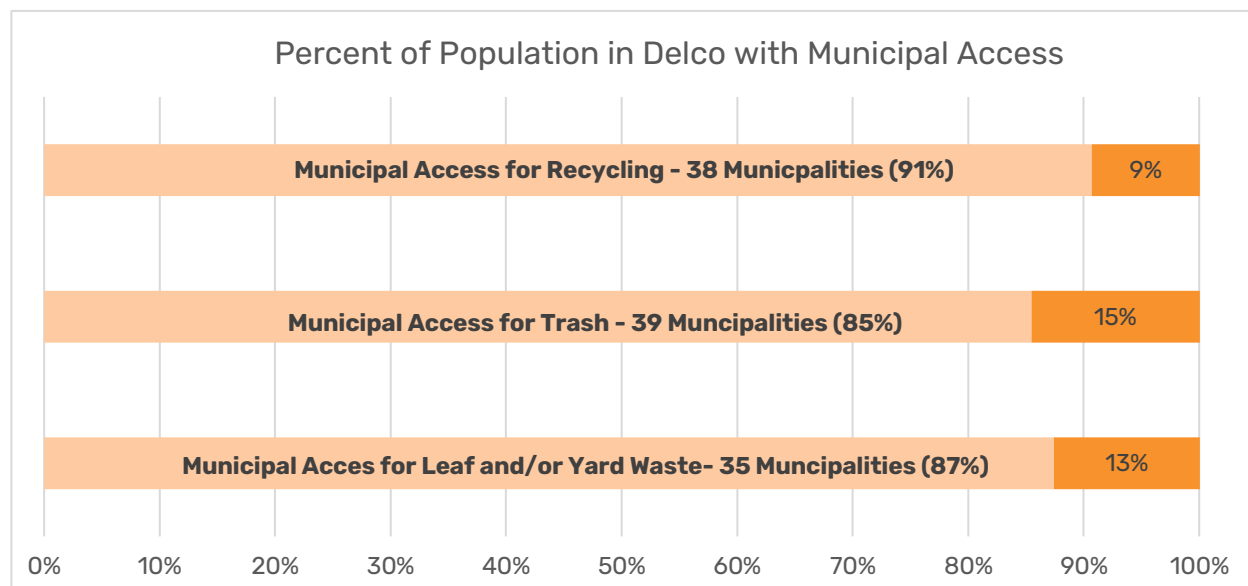 Percent of Population in Delco with Municipal Access
Municipal Access for Recycling - 38 Municpalities (91%)
9%
Municipal Access for Trash - 39 Muncipalities (85%)
15%
Municipal Acces for Leaf and/or Yard Waste- 35 Muncipalities (87%)
13%
0% 10% 20% 30% 40% 50% 60% 70% 80% 90% 100%